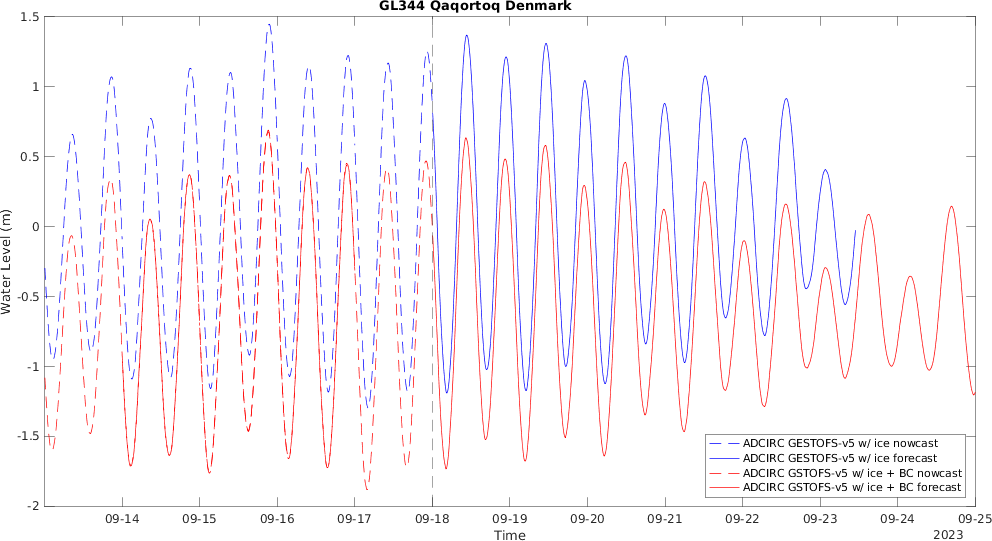 GL344 Qaqortoq Denmark
1.5
1
0.5
0
-0.5
-1
-1.5
-2
Water Level (m)
09-14 09-15 09-16 09-17 09-18 09-19 09-20 09-21 09-22 09-23 09-24 09-25
Time
2023
ADCIRC GESTOFS-v5 w/ ice nowcast
ADCIRC GESTOFS-v5 w/ ice forecast
ADCIRC GSTOFS-v5 w/ ice + BC nowcast
ADCIRC GSTOFS-v5 w/ ice + BC forecast